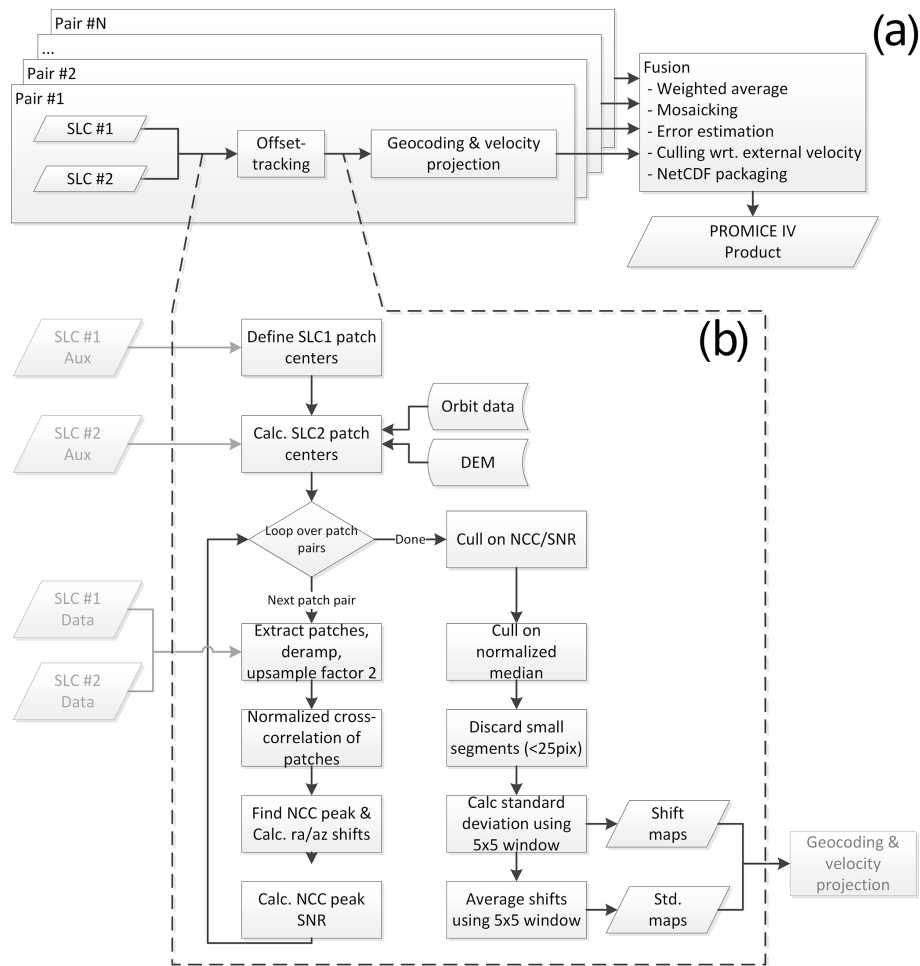 (a)
Pair #N
...
Pair #2
Pair #1
SLC #1
SLC #2
Offset-
tracking
Geocoding & velocity
projection
Fusion
- Weighted average
- Mosaicking
- Error estimation
- Culling wrt. external velocity
- NetCDF packaging
PROMICE IV
Product
(b)
SLC #1
Aux
Define SLC1 patch
centers
SLC #2
Aux
Calc. SLC2 patch
centers
Orbit data
DEM
Loop over patch
pairs
Done
Next patch pair
SLC #1
Data
SLC #2
Data
Extract patches,
deramp,
upsample factor 2
Normalized cross-
correlation of
patches
Find NCC peak &
Calc. ra/az shifts
Calc. NCC peak
SNR
Cull on NCC/SNR
Cull on
normalized
median
Discard small
segments (<25pix)
Calc standard
deviation using
5x5 window
Average shifts
using 5x5 window
Shift
maps
Std.
maps
Geocoding &
velocity
projection